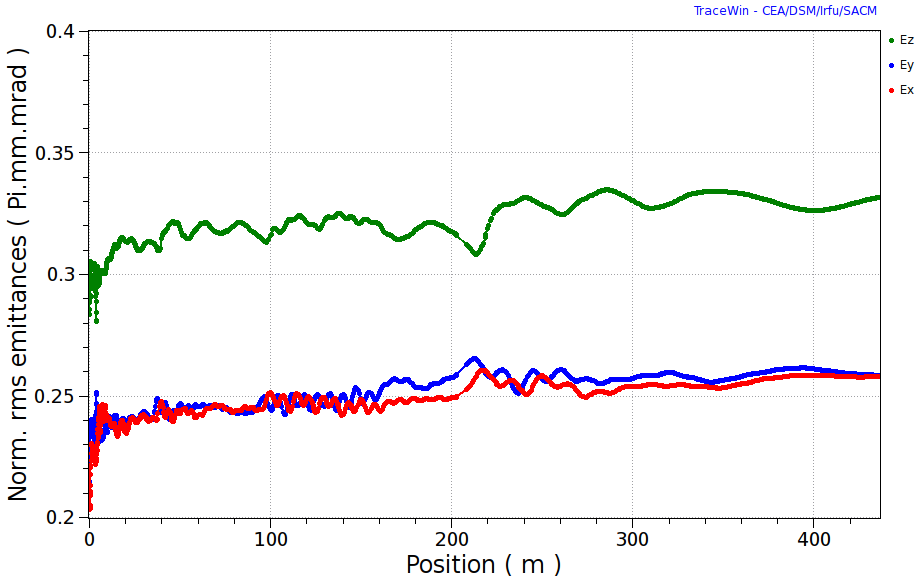 TraceWin - CEA/DSM/Irfu/SACM
Ez
Ey
Ex
Norm. rms emittances ( Pi.mm.mrad )
0.4
0.35
0.3
0.25
0.2
0 100 200 300 400
Position ( m )